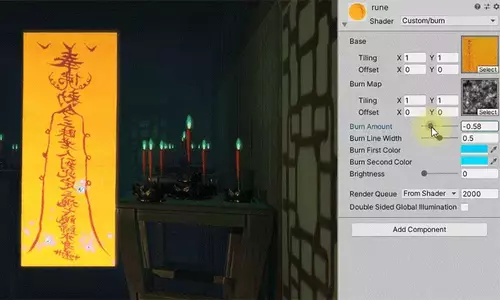 rune
Shader Custom/burn
Base
Tiling X 1 Y 1
Offset X 0 Y 0
Select
Burn Map
Tiling X 1 Y 1
Offset X 0 Y 0
Select
Burn Amount -0.58
Burn Line Width 0.5
Burn First Color
Burn Second Color
Brightness 0
Render Queue From Shader 2000
Double Sided Global Illumination
Add Component